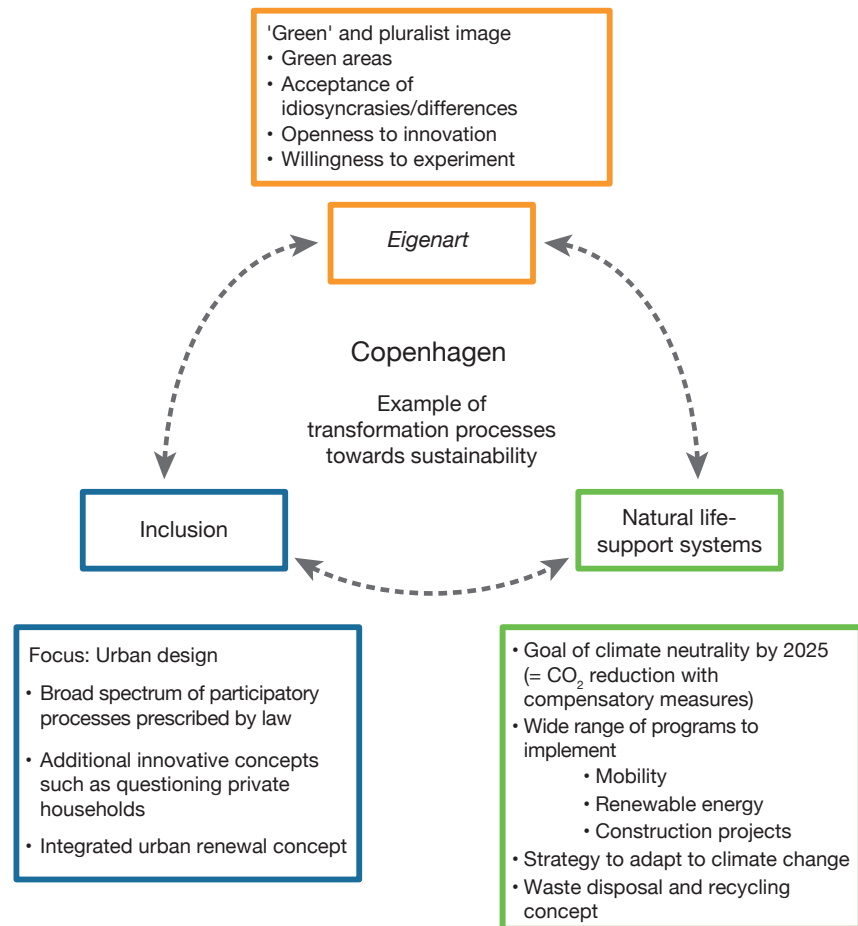 'Green' and pluralist image
• Green areas
• Acceptance of
idiosyncrasies/differences
• Openness to innovation
• Willingness to experiment
Eigenart
Copenhagen
Example of
transformation processes
towards sustainability
Inclusion
Natural life-
support systems
Focus: Urban design
• Broad spectrum of participatory
processes prescribed by law
• Additional innovative concepts
such as questioning private
households
• Integrated urban renewal concept
• Goal of climate neutrality by 2025
(= CO₂ reduction with
compensatory measures)
• Wide range of programs to
implement
• Mobility
• Renewable energy
• Construction projects
• Strategy to adapt to climate change
• Waste disposal and recycling
concept